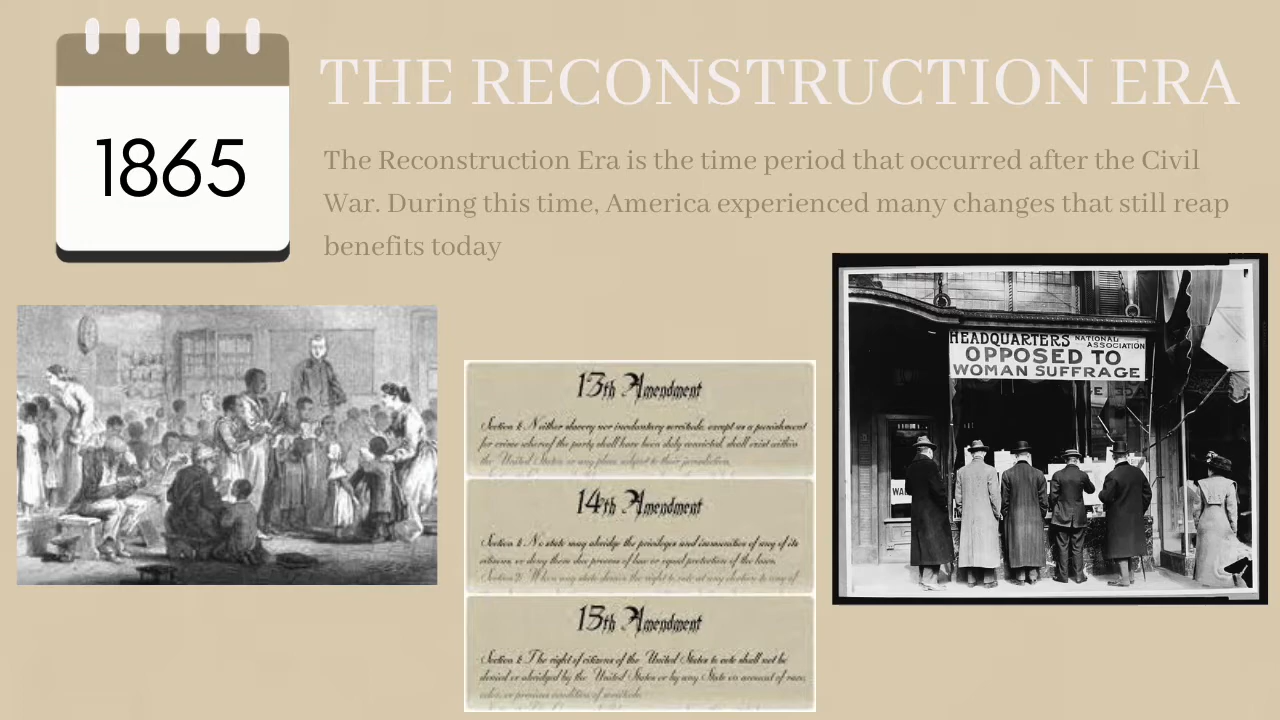 1865
THE RECONSTRUCTION ERA
The Reconstruction Era is the time period that occurred after the Civil
War. During this time, America experienced many changes that still reap
benefits today
HEADQUARTERS NATIONAL ASSOCIATION
OPPOSED TO
WOMAN SUFFRAGE
13th Amendment
Section 1: Neither slavery nor involuntary servitude, except as a punishment
for crime whereof the party shall have been duly convicted, shall exist within
the United States or any place subject to their jurisdiction.
14th Amendment
Section 1: No state may abridge the privileges and immunities of any of its
citizens, or deny them due process of law or equal protection of the laws.
Section 2: When any state denies the right to vote at any election to any of
15th Amendment
Section 1: The right of citizens of the United States to vote shall not be
denied or abridged by the United States or by any State on account of race,
color, or previous condition of servitude.